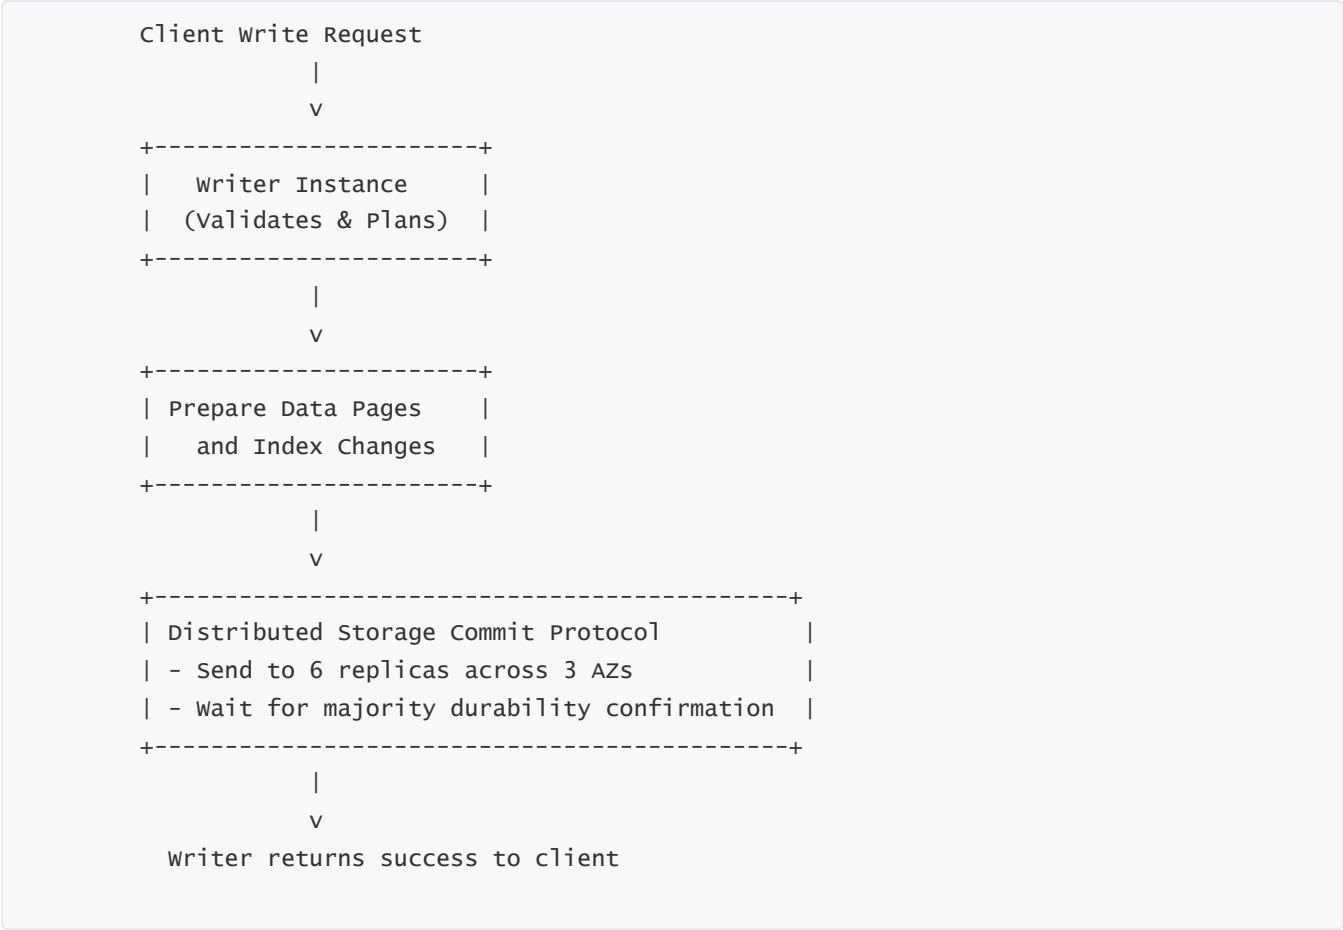 Client Write Request
|
v
+-----------------------+
|   Writer Instance     |
|  (Validates & Plans)  |
+-----------------------+
|
v
+-----------------------+
| Prepare Data Pages    |
|   and Index Changes   |
+-----------------------+
|
v
+---------------------------------------------+
| Distributed Storage Commit Protocol          |
| - Send to 6 replicas across 3 AZs            |
| - Wait for majority durability confirmation  |
+---------------------------------------------+
|
v
Writer returns success to client